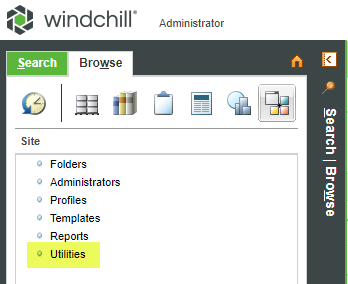 windchill Administrator
Search Browse
Site
Folders
Administrators
Profiles
Templates
Reports
Utilities
Search | Browse